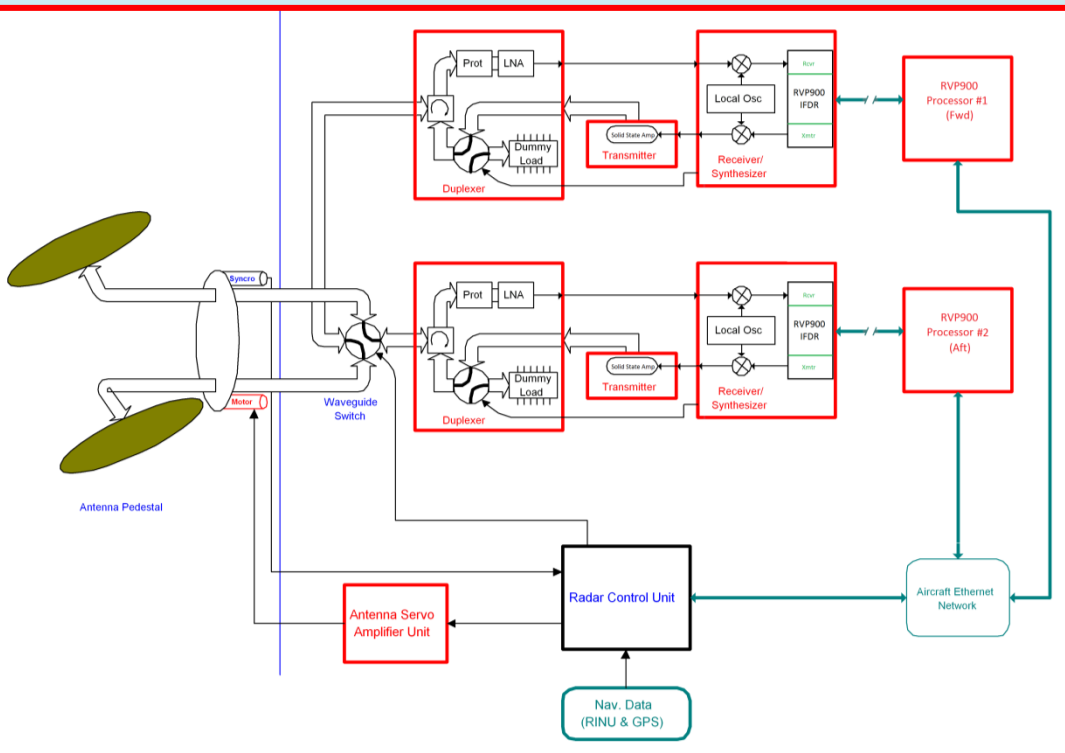 Prot
LNA
Rcvr
RVP900
IFDR
Local Osc
Xmtr
Solid State Amp
Transmitter
Dummy
Load
Duplexer
Receiver/
Synthesizer
RVP900
Processor #1
(Fwd)
Syncro
Motor
Waveguide
Switch
Antenna Pedestal
Prot
LNA
Rcvr
RVP900
IFDR
Local Osc
Xmtr
Solid State Amp
Transmitter
Dummy
Load
Duplexer
Receiver/
Synthesizer
RVP900
Processor #2
(Aft)
Radar Control Unit
Antenna Servo
Amplifier Unit
Aircraft Ethernet
Network
Nav. Data
(RINU & GPS)